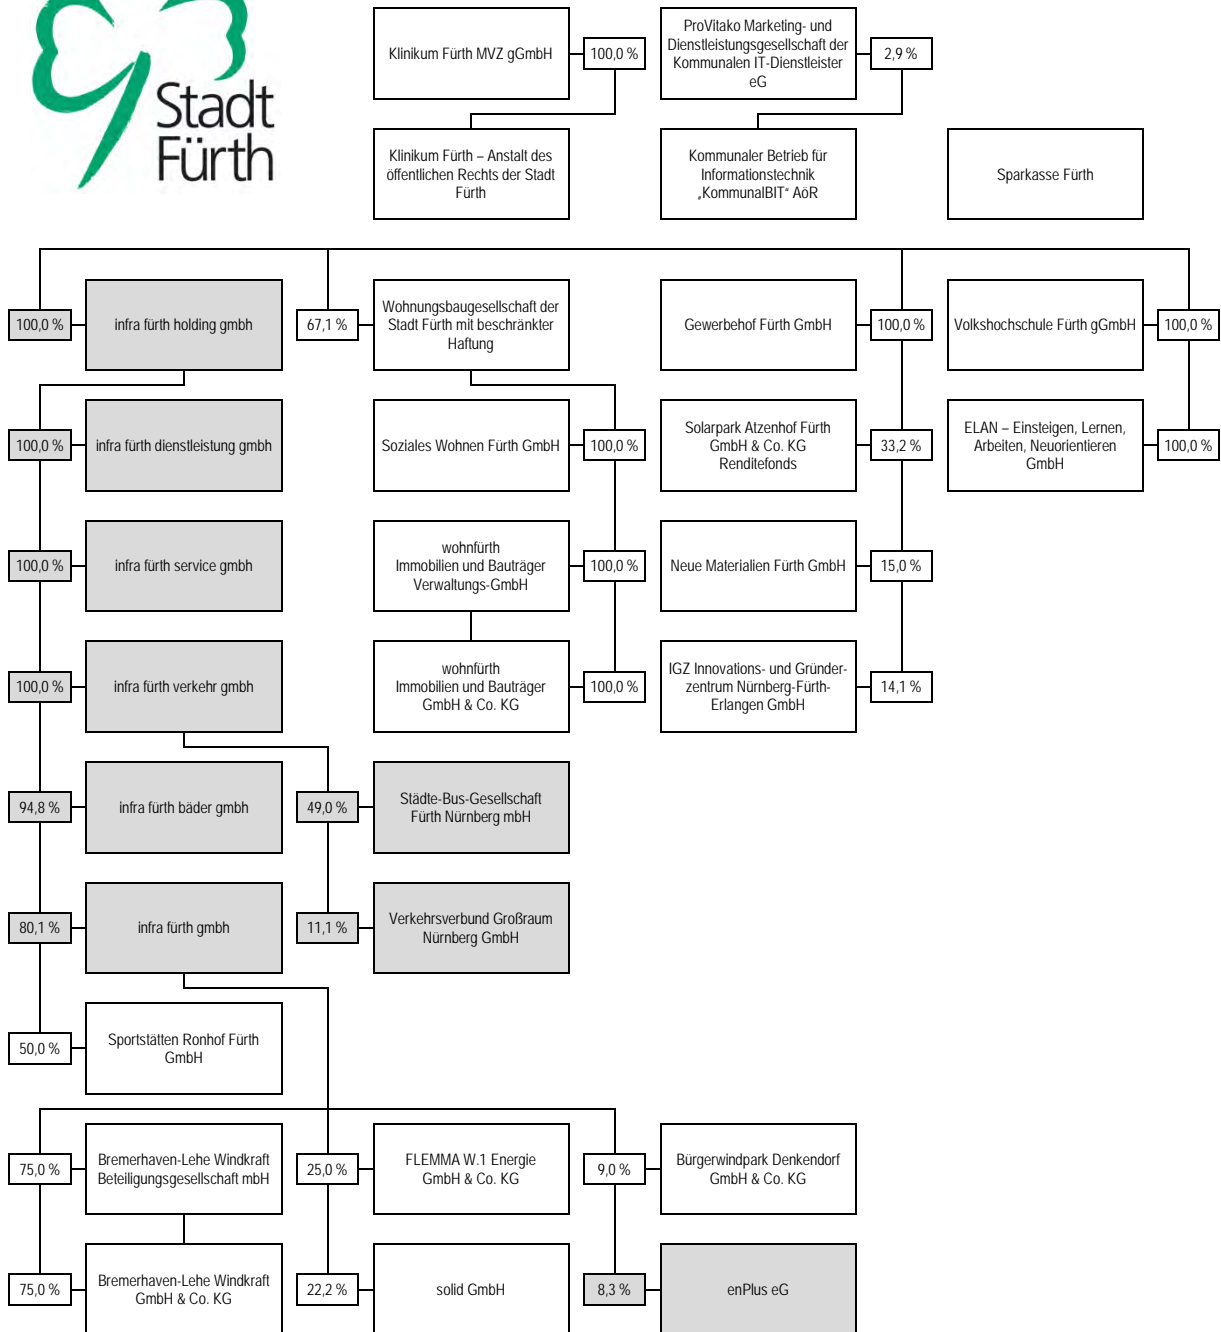 Stadt
Fürth
Klinikum Fürth MVZ gGmbH
100,0 %
ProVitako Marketing- und
Dienstleistungsgesellschaft der
Kommunalen IT-Dienstleister
eG
2,9 %
Klinikum Fürth – Anstalt des
öffentlichen Rechts der Stadt
Fürth
Kommunaler Betrieb für
Informationstechnik
„KommunalBIT“ AöR
Sparkasse Fürth
100,0 %
infra fürth holding gmbh
67,1 %
Wohnungsbaugesellschaft der
Stadt Fürth mit beschränkter
Haftung
Gewerbehof Fürth GmbH
100,0 %
Volkshochschule Fürth gGmbH
100,0 %
100,0 %
infra fürth dienstleistung gmbh
Soziales Wohnen Fürth GmbH
100,0 %
Solarpark Atzenhof Fürth
GmbH & Co. KG
Renditefonds
33,2 %
ELAN – Einsteigen, Lernen,
Arbeiten, Neuorientieren
GmbH
100,0 %
100,0 %
infra fürth service gmbh
wohnfürth
Immobilien und Bauträger
Verwaltungs-GmbH
100,0 %
Neue Materialien Fürth GmbH
15,0 %
100,0 %
infra fürth verkehr gmbh
wohnfürth
Immobilien und Bauträger
GmbH & Co. KG
100,0 %
IGZ Innovations- und Gründer-
zentrum Nürnberg-Fürth-
Erlangen GmbH
14,1 %
94,8 %
infra fürth bäder gmbh
49,0 %
Städte-Bus-Gesellschaft
Fürth Nürnberg mbH
80,1 %
infra fürth gmbh
11,1 %
Verkehrsverbund Großraum
Nürnberg GmbH
50,0 %
Sportstätten Ronhof Fürth
GmbH
75,0 %
Bremerhaven-Lehe Windkraft
Beteiligungsgesellschaft mbH
25,0 %
FLEMMA W.1 Energie
GmbH & Co. KG
9,0 %
Bürgerwindpark Denkendorf
GmbH & Co. KG
75,0 %
Bremerhaven-Lehe Windkraft
GmbH & Co. KG
22,2 %
solid GmbH
8,3 %
enPlus eG